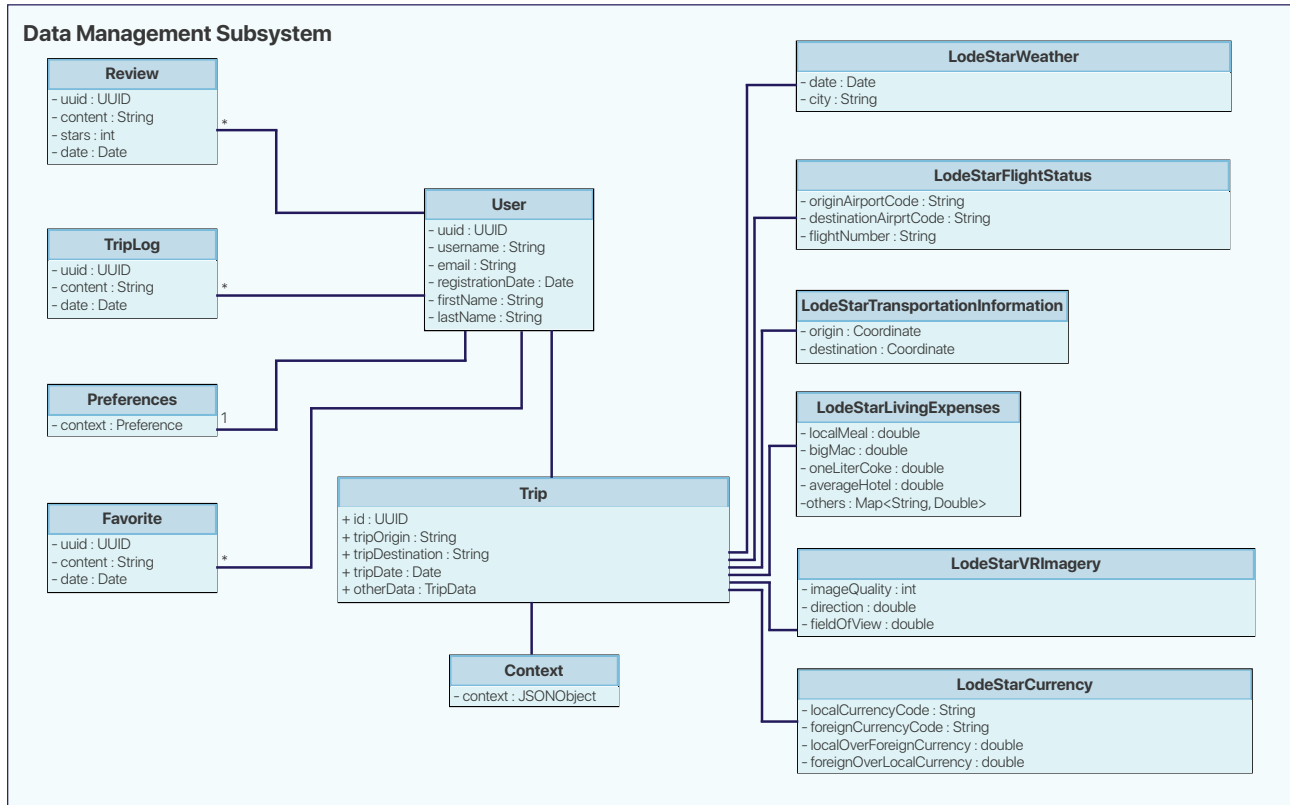 Data Management Subsystem
Review
- uuid : UUID
- content : String
- stars : int
- date : Date
*
TripLog
- uuid : UUID
- content : String
- date : Date
*
Preferences
- context : Preference
1
Favorite
- uuid : UUID
- content : String
- date : Date
*
User
- uuid : UUID
- username : String
- email : String
- registrationDate : Date
- firstName : String
- lastName : String
Trip
+ id : UUID
+ tripOrigin : String
+ tripDestination : String
+ tripDate : Date
+ otherData : TripData
Context
- context : JSONObject
LodeStarWeather
- date : Date
- city : String
LodeStarFlightStatus
- originAirportCode : String
- destinationAirprtCode : String
- flightNumber : String
LodeStarTransportationInformation
- origin : Coordinate
- destination : Coordinate
LodeStarLivingExpenses
- localMeal : double
- bigMac : double
- oneLiterCoke : double
- averageHotel : double
-others : Map<String, Double>
LodeStarVRImagery
- imageQuality : int
- direction : double
- fieldOfView : double
LodeStarCurrency
- localCurrencyCode : String
- foreignCurrencyCode : String
- localOverForeignCurrency : double
- foreignOverLocalCurrency : double